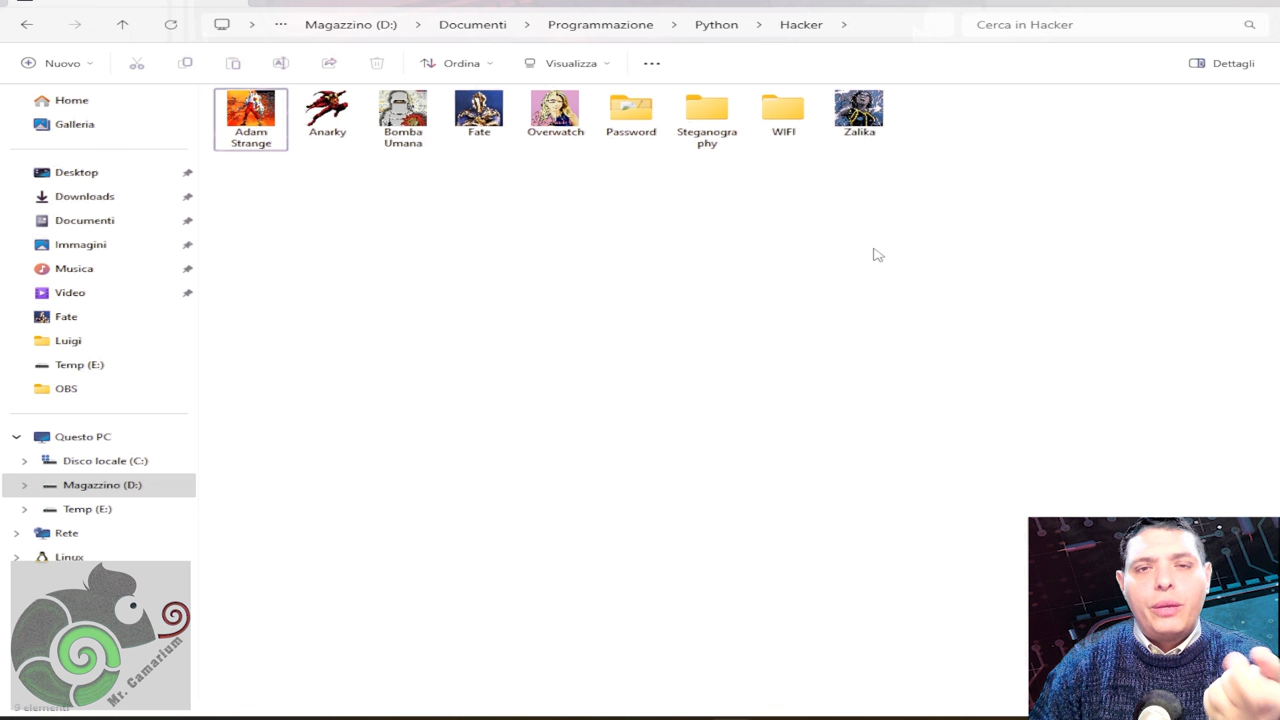 Magazzino (D:) > Documenti > Programmazione > Python > Hacker >
Cerca in Hacker
Nuovo
Ordina
Visualizza
Dettagli
Home
Galleria
Desktop
Downloads
Documenti
Immagini
Musica
Video
Fate
Luigi
Temp (E:)
OBS
Questo PC
Disco locale (C:)
Magazzino (D:)
Temp (E:)
Rete
Linux
Adam
Strange
Anarky
Bomba
Umana
Fate
Overwatch
Password
Steganogra
phy
WIFI
Zalika
Mr. Camarium
9 elementi